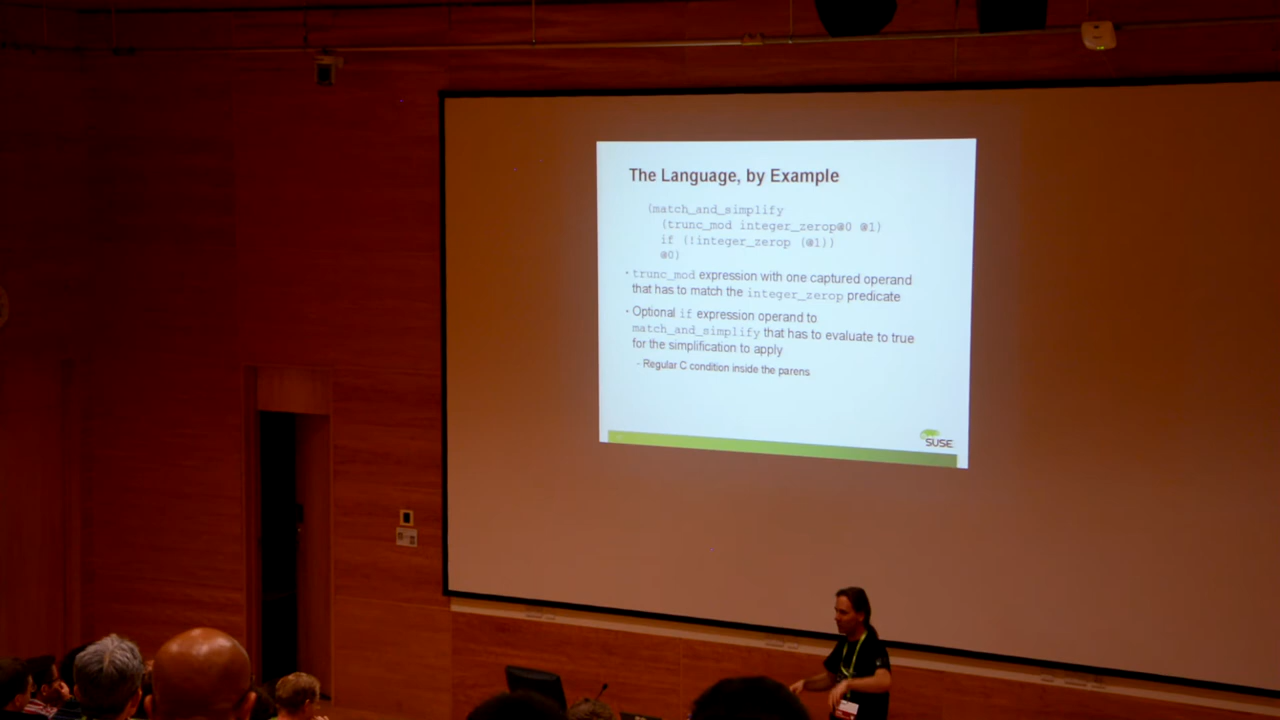 The Language, by Example
(match_and_simplify
(trunc_mod integer_zerop@0 @1)
if (!integer_zerop (@1))
@0)
• trunc_mod expression with one captured operand
that has to match the integer_zerop predicate
• Optional if expression operand to
match_and_simplify that has to evaluate to true
for the simplification to apply
– Regular C condition inside the parens
SUSE